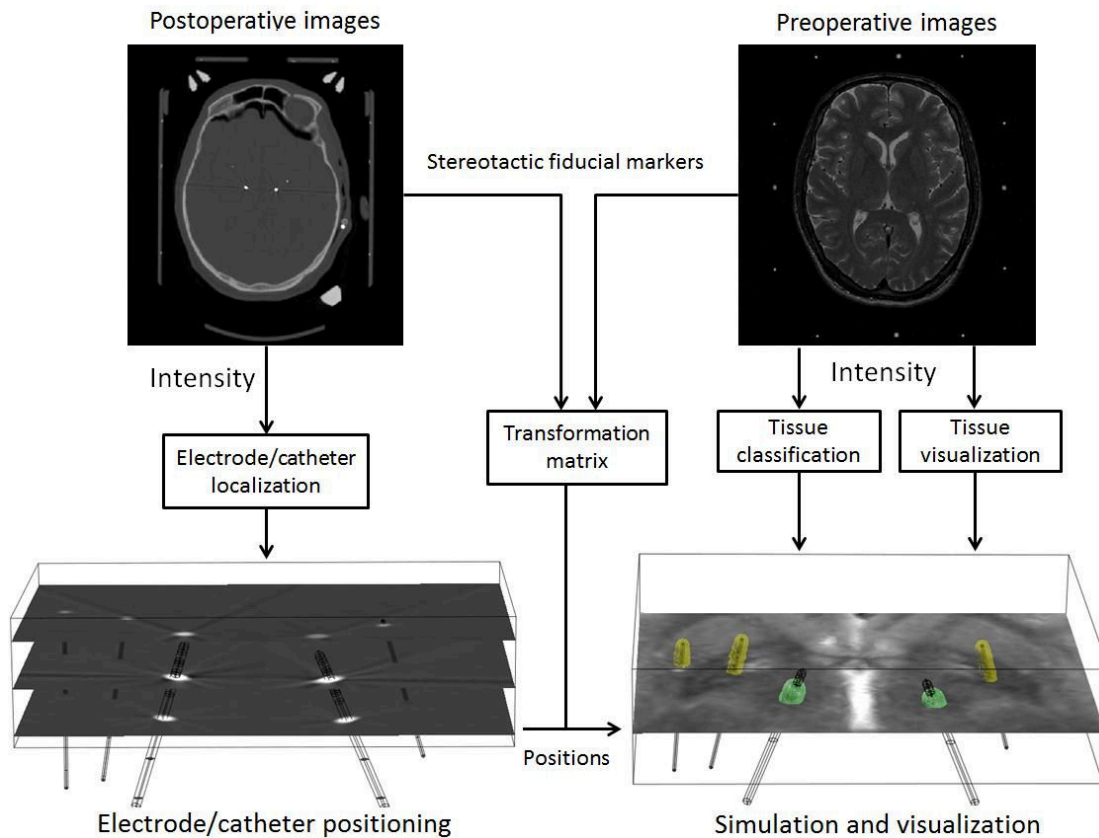 Postoperative images
Preoperative images
Stereotactic fiducial markers
Intensity
Intensity
Electrode/catheter
localization
Transformation
matrix
Tissue
classification
Tissue
visualization
Positions
Electrode/catheter positioning
Simulation and visualization